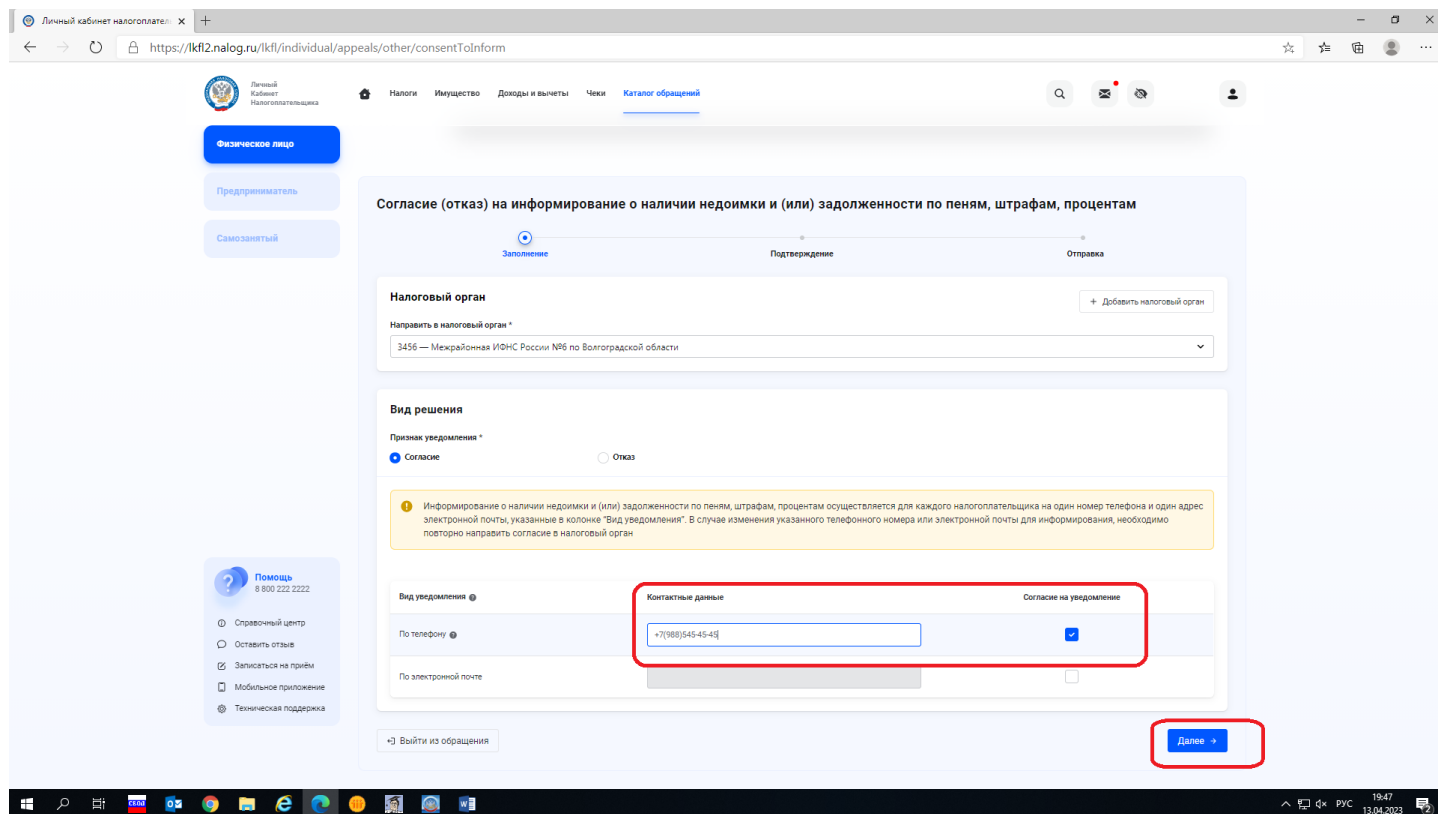 Личный кабинет налогоплател
https://lkfl2.nalog.ru/lkfl/individual/appeals/other/consentToInform
Личный
Кабинет
Налогоплательщика
Налоги Имущество Доходы и вычеты Чеки Каталог обращений
Физическое лицо
Предприниматель
Самозанятый
Согласие (отказ) на информирование о наличии недоимки и (или) задолженности по пеням, штрафам, процентам
Заполнение Подтверждение Отправка
Налоговый орган
+ Добавить налоговый орган
Направить в налоговый орган *
3456 — Межрайонная ИФНС России №6 по Волгоградской области
Вид решения
Признак уведомления *
Согласие Отказ
Информирование о наличии недоимки и (или) задолженности по пеням, штрафам, процентам осуществляется для каждого налогоплательщика на один номер телефона и один адрес
электронной почты, указанные в колонке "Вид уведомления". В случае изменения указанного телефонного номера или электронной почты для информирования, необходимо
повторно направить согласие в налоговый орган
Вид уведомления Контактные данные Согласие на уведомление
По телефону +7(988)545-45-45
По электронной почте
Выйти из обращения
Далее →
Помощь
8 800 222 2222
Справочный центр
Оставить отзыв
Записаться на приём
Мобильное приложение
Техническая поддержка
СВОД
РУС
19:47
13.04.2023
2